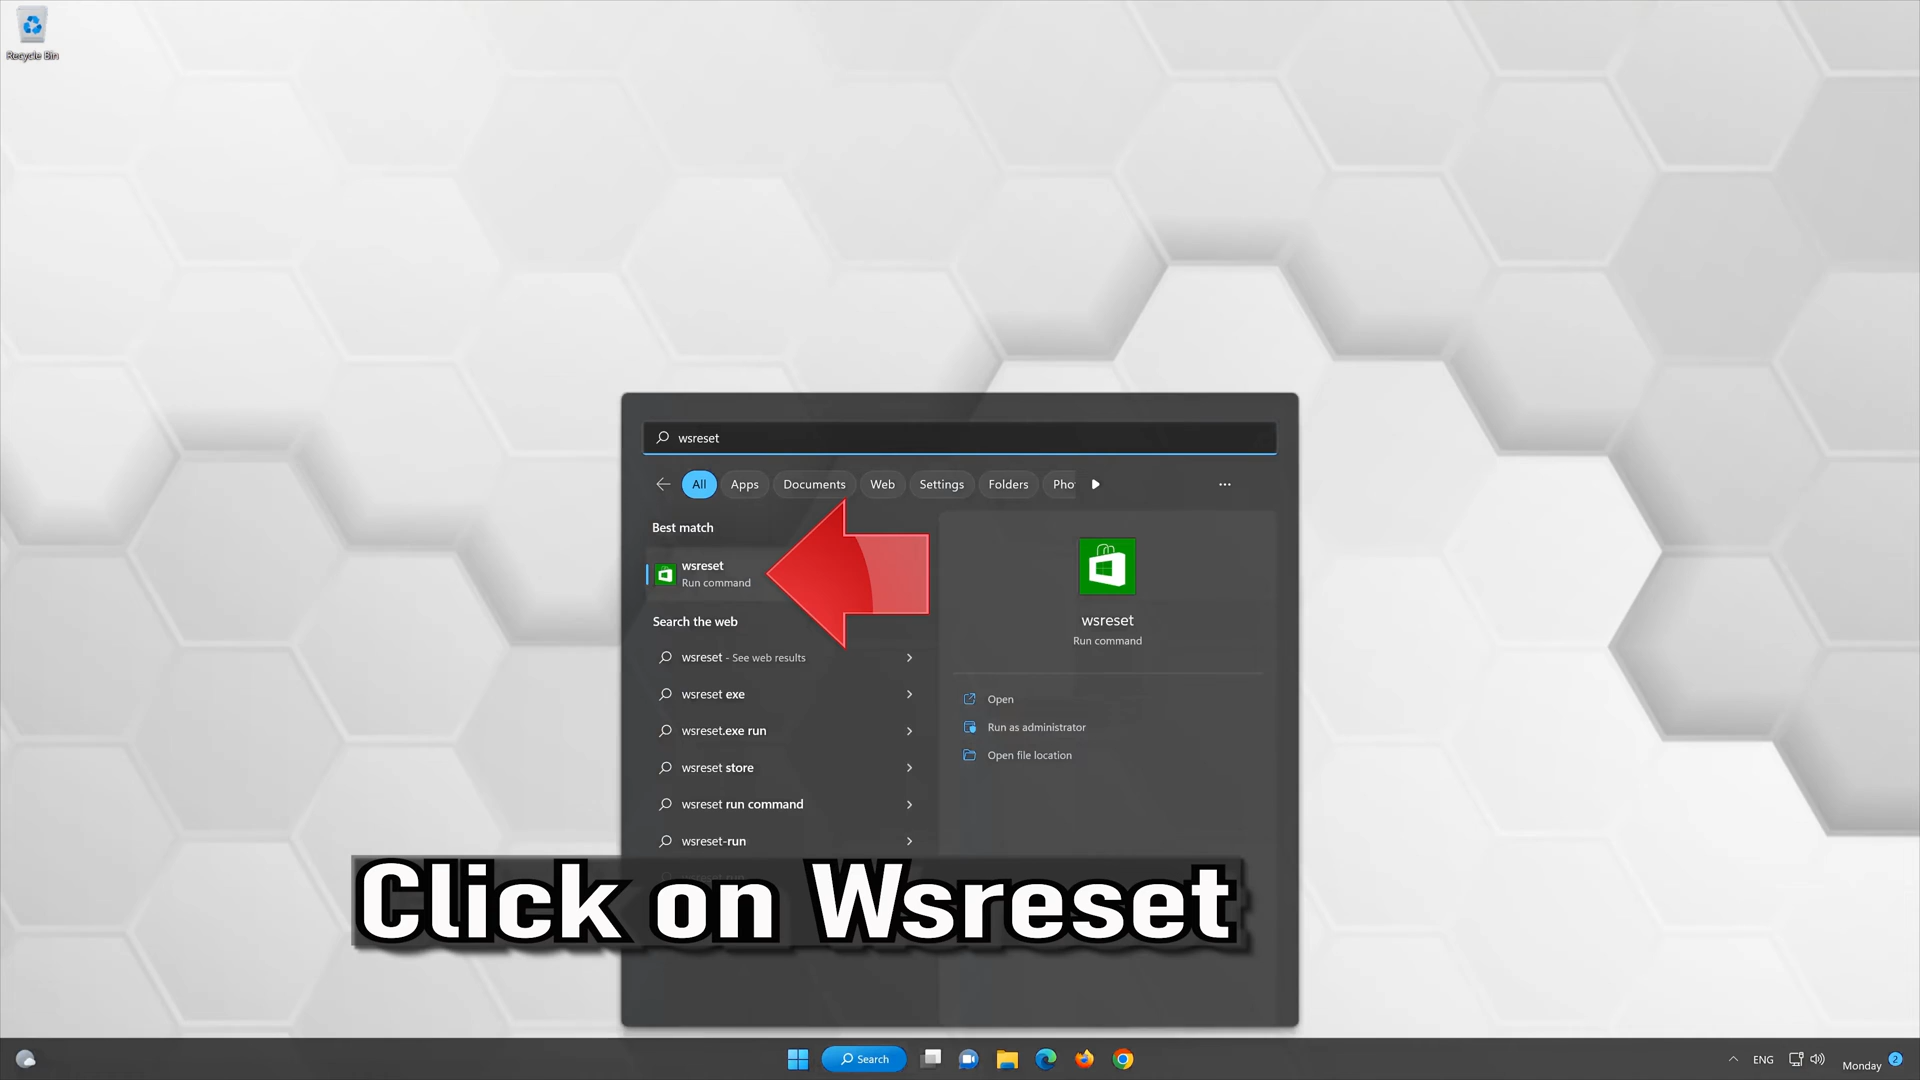 Recycle Bin
wsreset
All
Apps
Documents
Web
Settings
Folders
Pho
Best match
wsreset
Run command
Search the web
wsreset - See web results
wsreset exe
wsreset.exe run
wsreset store
wsreset run command
wsreset-run
wsreset
Run command
Open
Run as administrator
Open file location
Click on Wsreset
Search
ENG
Monday
2